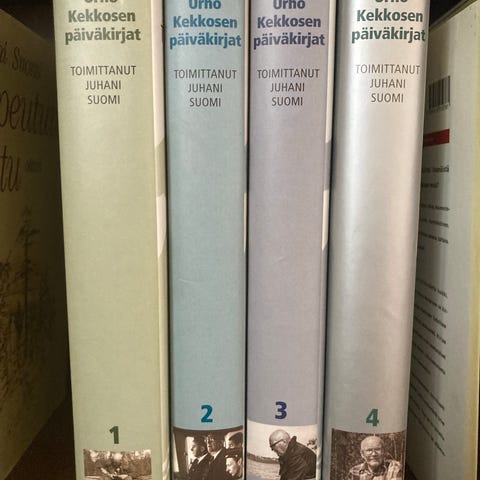 Urho
Kekkosen
päiväkirjat
TOIMITTANUT
JUHANI
SUOMI
1
Urho
Kekkosen
päiväkirjat
TOIMITTANUT
JUHANI
SUOMI
2
Urho
Kekkosen
päiväkirjat
TOIMITTANUT
JUHANI
SUOMI
3
Urho
Kekkosen
päiväkirjat
TOIMITTANUT
JUHANI
SUOMI
4